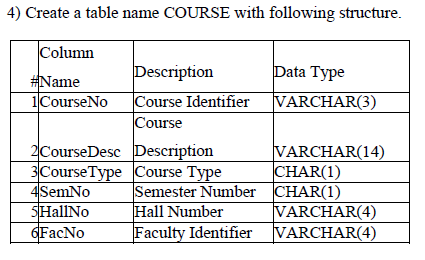 4) Create a table name COURSE with following structure.
Column
#Name Description Data Type
1 CourseNo Course Identifier VARCHAR(3)
Course
2 CourseDesc Description VARCHAR(14)
3 CourseType Course Type CHAR(1)
4 SemNo Semester Number CHAR(1)
5 HallNo Hall Number VARCHAR(4)
6 FacNo Faculty Identifier VARCHAR(4)